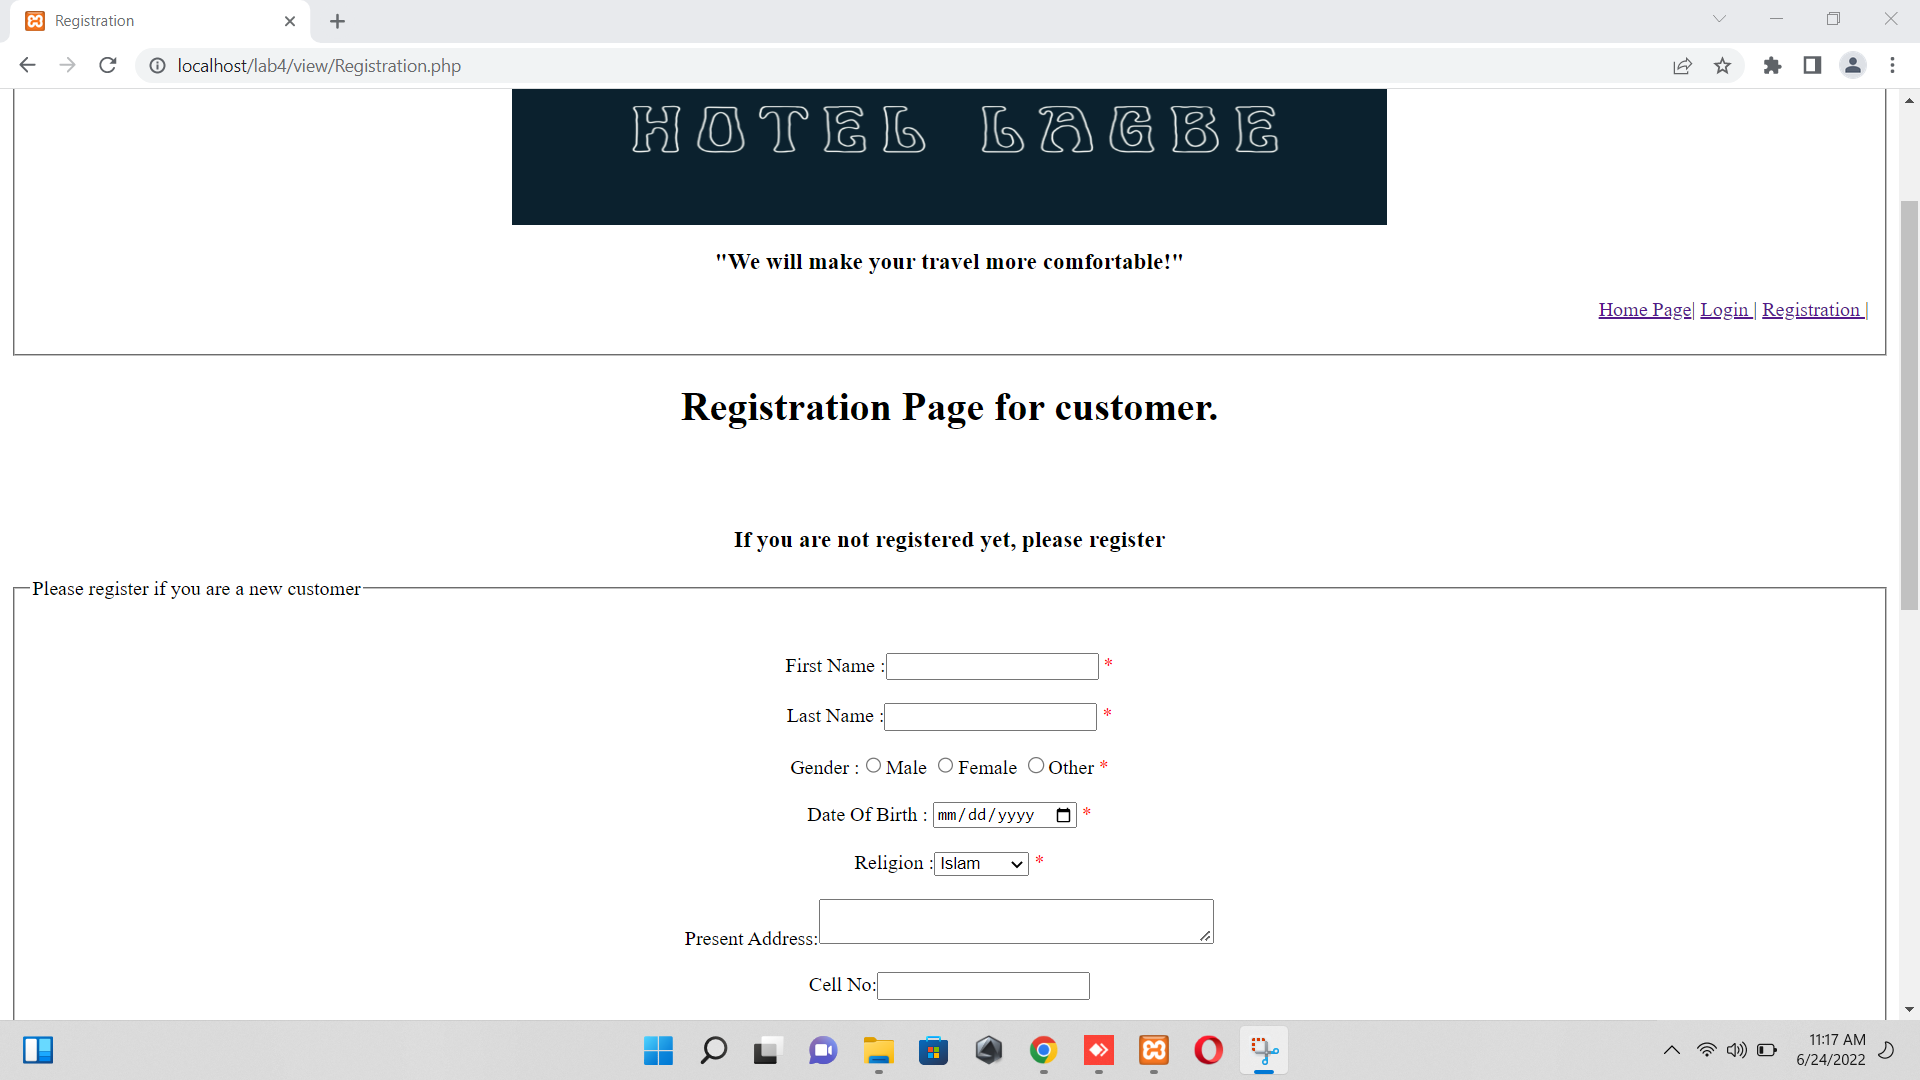 Registration
localhost/lab4/view/Registration.php
HOTEL LAGBE
"We will make your travel more comfortable!"
Home Page| Login | Registration |
Registration Page for customer.
If you are not registered yet, please register
Please register if you are a new customer
First Name : *
Last Name : *
Gender : Male Female Other *
Date Of Birth : mm/dd/yyyy *
Religion : Islam *
Present Address:
Cell No:
11:17 AM
6/24/2022